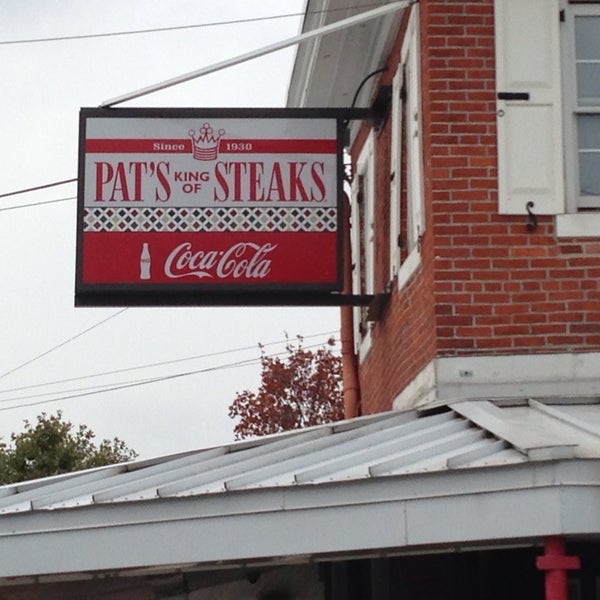 Since 1930
PAT'S KING OF STEAKS
Coca-Cola